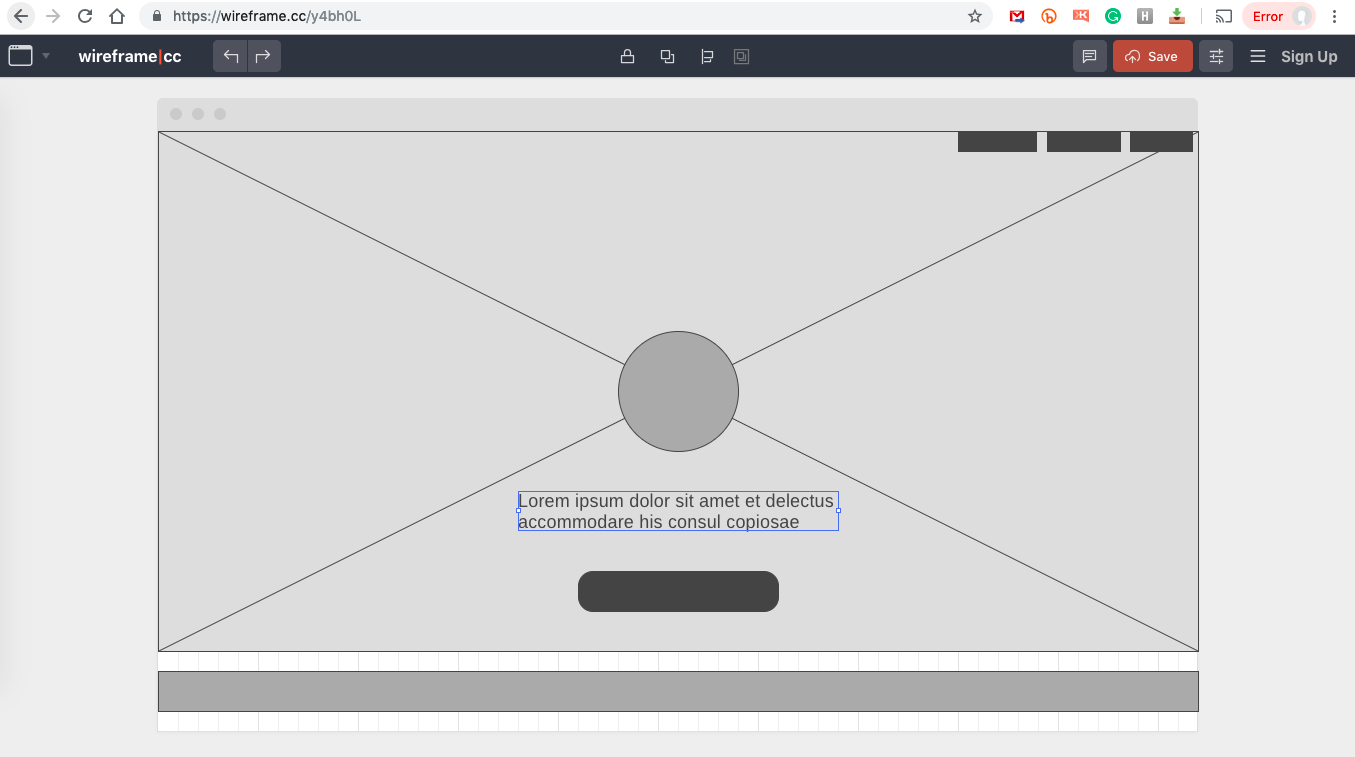 https://wireframe.cc/y4bh0L
Error
wireframe|cc
Save
Sign Up
Lorem ipsum dolor sit amet et delectus
accommodare his consul copiosae